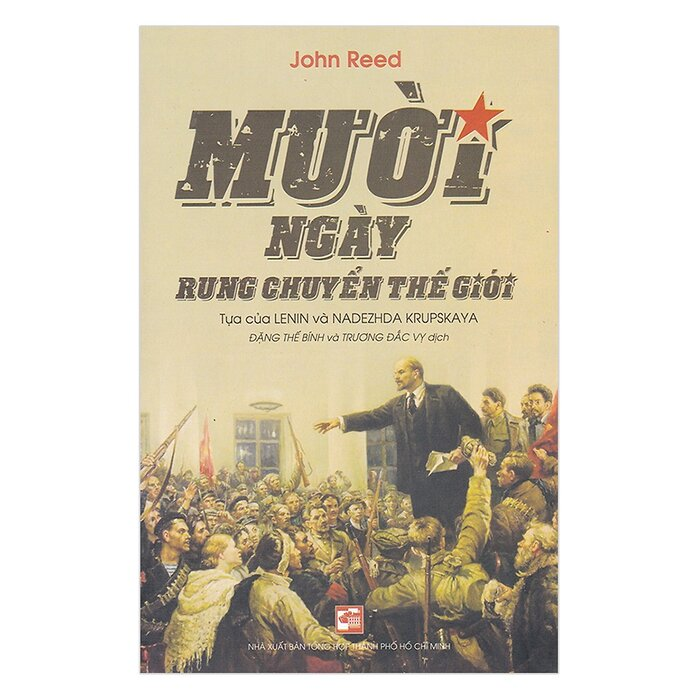 John Reed
MƯỜI
NGÀY
RUNG CHUYỂN THẾ GIỚI
Tựa của LENIN và NADEZHDA KRUPSKAYA
ĐẶNG THẾ BÍNH và TRƯƠNG ĐẮC VỴ dịch
NHÀ XUẤT BẢN TỔNG HỢP THÀNH PHỐ HỒ CHÍ MINH